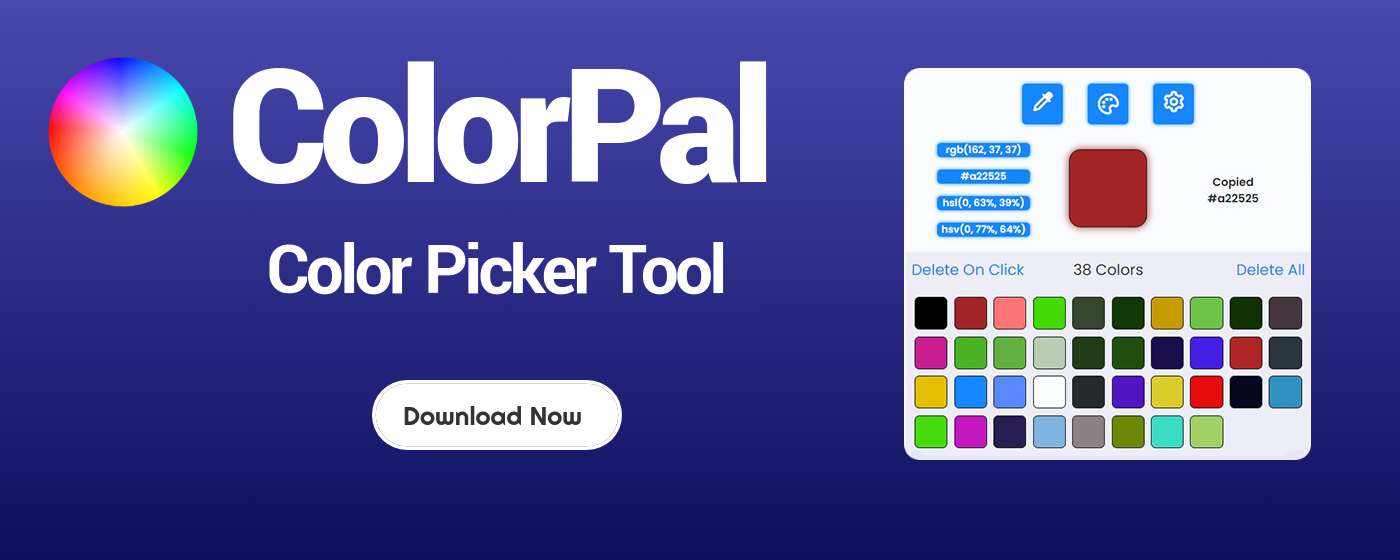 ColorPal
Color Picker Tool
Download Now
rgb(162, 37, 37)
#a22525
hsl(0, 63%, 39%)
hsv(0, 77%, 64%)
Copied
#a22525
Delete On Click
38 Colors
Delete All